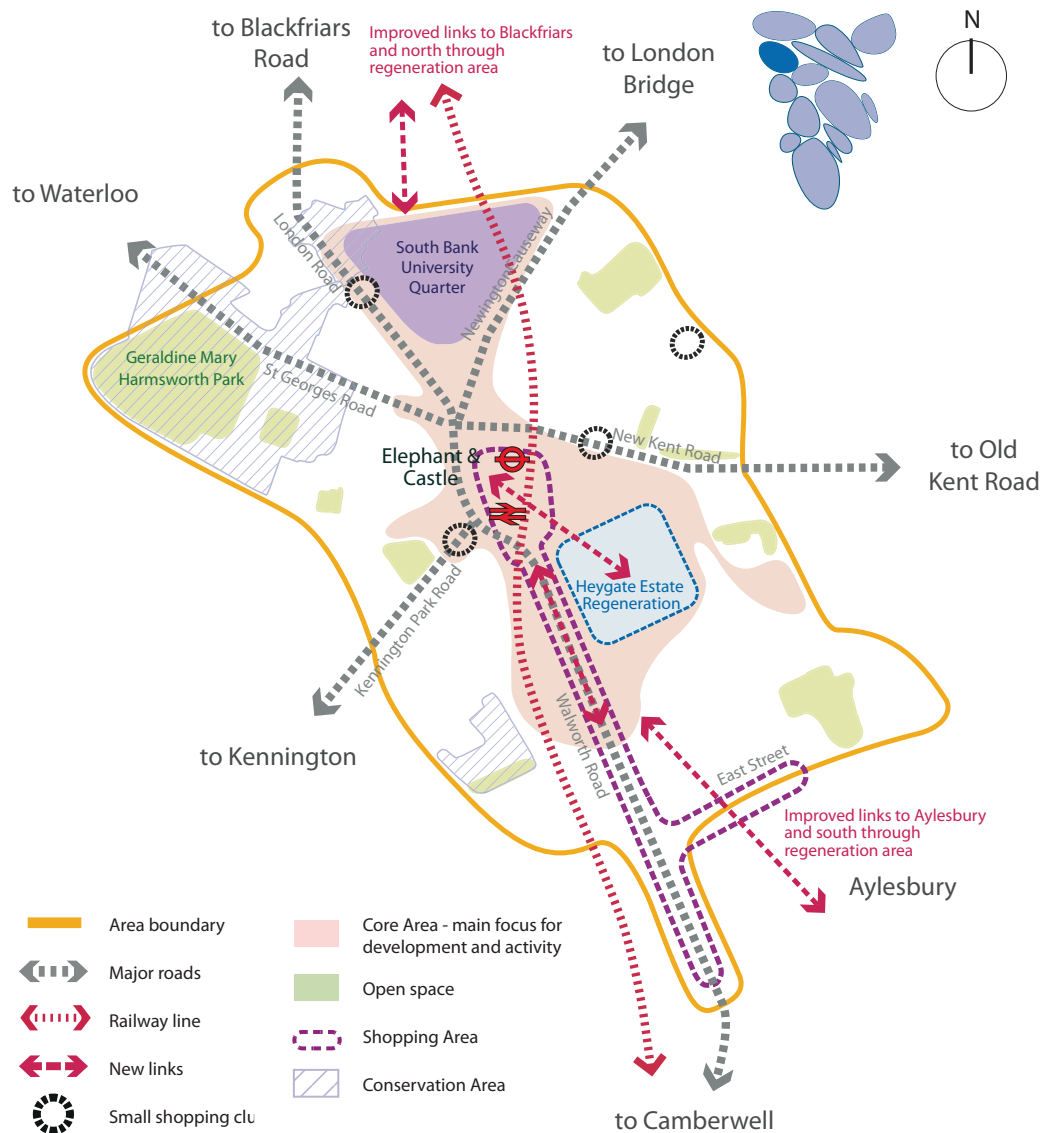 to Blackfriars
Road
Improved links to Blackfriars
and north through
regeneration area
to London
Bridge
N
to Waterloo
London Road
South Bank
University
Quarter
Newington Causeway
Geraldine Mary
Harmsworth Park
St Georges Road
New Kent Road
to Old
Kent Road
Elephant &
Castle
Heygate Estate
Regeneration
Kennington Park Road
to Kennington
Walworth Road
East Street
Improved links to Aylesbury
and south through
regeneration area
Aylesbury
Area boundary
Major roads
Railway line
New links
Small shopping clu
Core Area - main focus for
development and activity
Open space
Shopping Area
Conservation Area
to Camberwell